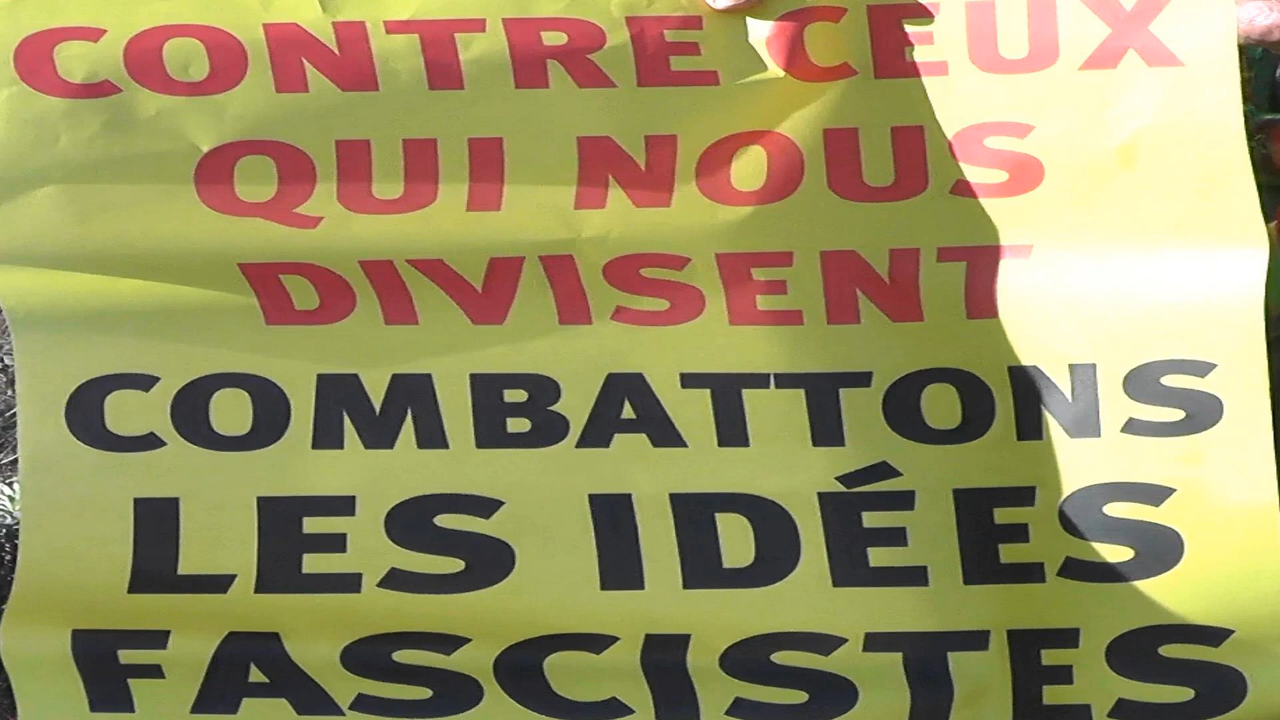 CONTRE CEUX
QUI NOUS
DIVISENT
COMBATTONS
LES IDÉES
FASCISTES